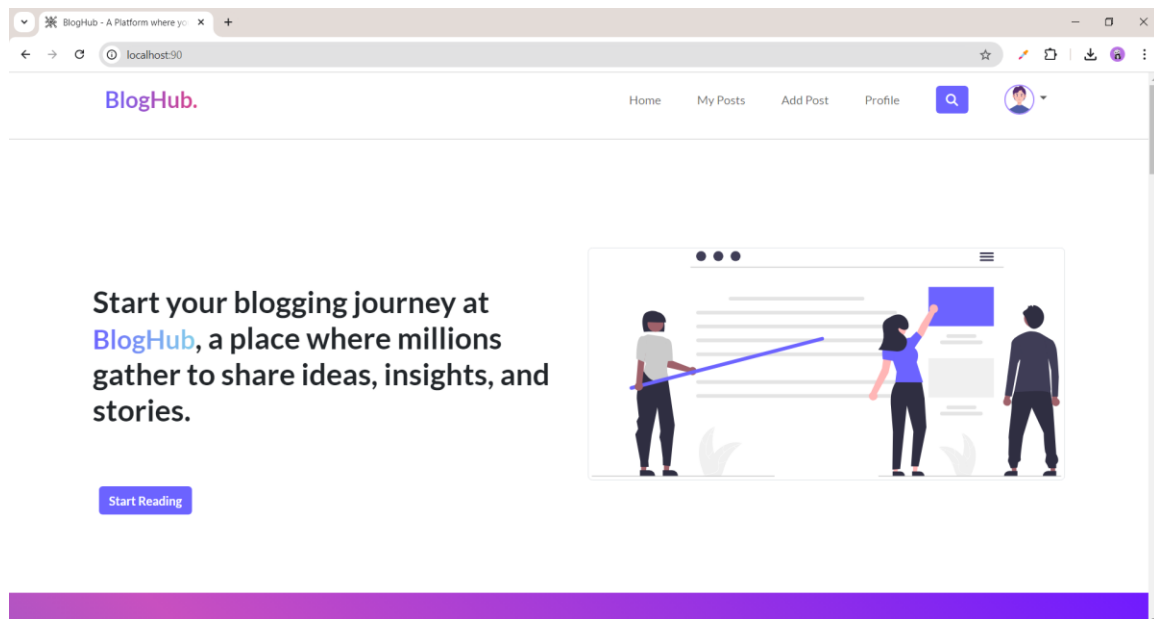 BlogHub - A Platform where yo
localhost:90
BlogHub.
Home My Posts Add Post Profile
Start your blogging journey at
BlogHub, a place where millions
gather to share ideas, insights, and
stories.
Start Reading